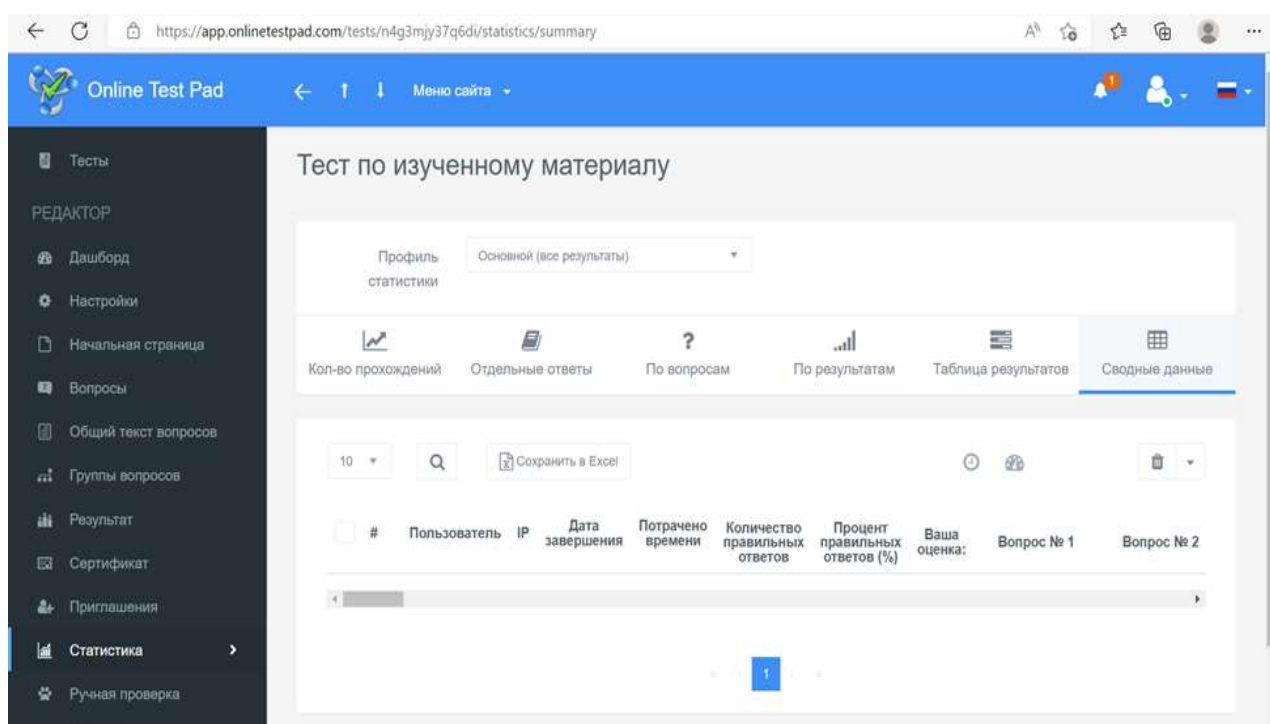 https://app.onlinetestpad.com/tests/n4g3mjy37q6di/statistics/summary
Online Test Pad
Меню сайта
1
Тесты
РЕДАКТОР
Дашборд
Настройки
Начальная страница
Вопросы
Общий текст вопросов
Группы вопросов
Результат
Сертификат
Приглашения
Статистика
Ручная проверка
Тест по изученному материалу
Профиль
статистики
Основной (все результаты)
Кол-во прохождений
Отдельные ответы
По вопросам
По результатам
Таблица результатов
Сводные данные
10
Сохранить в Excel
#
Пользователь
IP
Дата
завершения
Потрачено
времени
Количество
правильных
ответов
Процент
правильных
ответов (%)
Ваша
оценка:
Вопрос № 1
Вопрос № 2
1